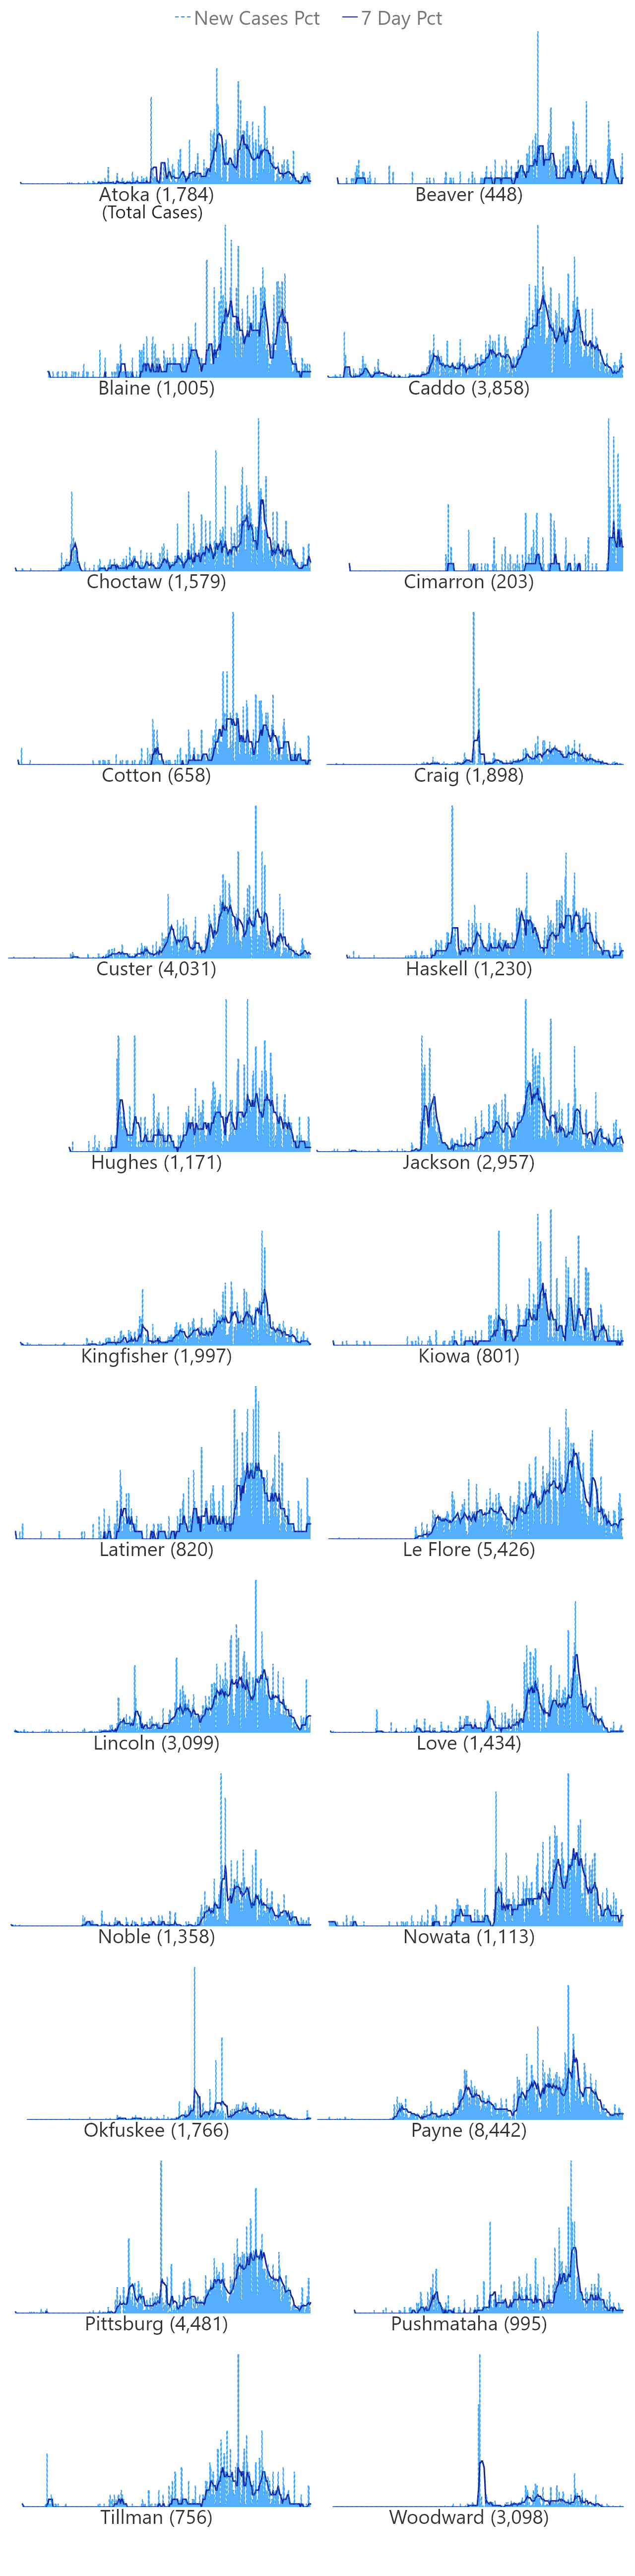 New Cases Pct 7 Day Pct
Atoka (1,784) Beaver (448)
(Total Cases)
Blaine (1,005) Caddo (3,858)
Choctaw (1,579) Cimarron (203)
Cotton (658) Craig (1,898)
Custer (4,031) Haskell (1,230)
Hughes (1,171) Jackson (2,957)
Kingfisher (1,997) Kiowa (801)
Latimer (820) Le Flore (5,426)
Lincoln (3,099) Love (1,434)
Noble (1,358) Nowata (1,113)
Okfuskee (1,766) Payne (8,442)
Pittsburg (4,481) Pushmataha (995)
Tillman (756) Woodward (3,098)